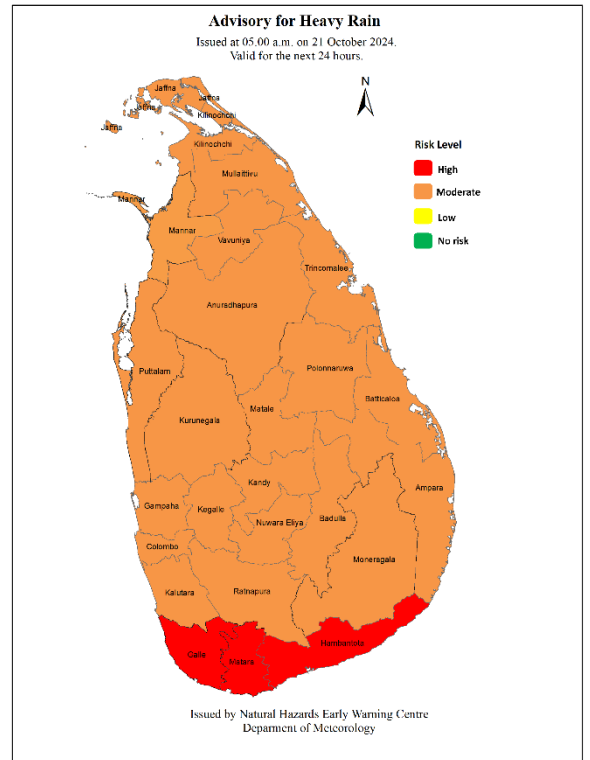 Advisory for Heavy Rain
Issued at 05.00 a.m. on 21 October 2024.
Valid for the next 24 hours.
N
Jaffna
Jaffna
Jaffna
Kilinochchi
Jaffna
Kilinochchi
Risk Level
High
Mullaittivu
Moderate
Mannar
Low
Mannar
Vavuniya
No risk
Trincomalee
Anuradhapura
Polonnaruwa
Puttalam
Batticaloa
Matale
Kurunegala
Kandy
Ampara
Gampaha
Kegalle
Nuwara Eliya
Badulla
Colombo
Moneragala
Kalutara
Ratnapura
Hambantota
Galle
Matara
Issued by Natural Hazards Early Warning Centre
Deparment of Meteorology